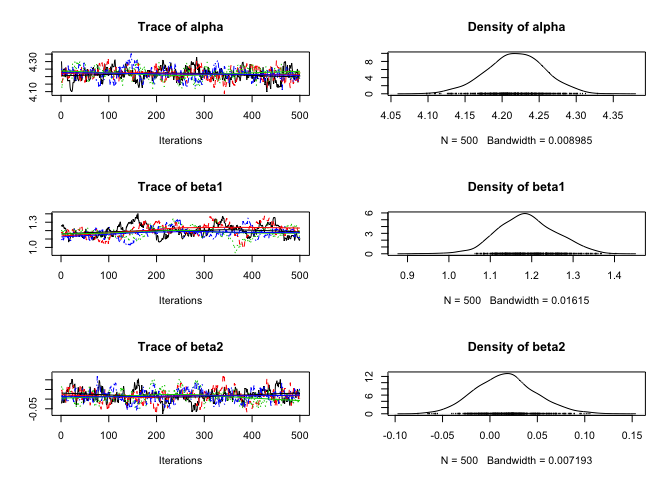 Trace of alpha
4.10 4.30
0 100 200 300 400 500
Iterations
Density of alpha
0 4 8
4.05 4.10 4.15 4.20 4.25 4.30 4.35
N = 500 Bandwidth = 0.008985
Trace of beta1
1.0 1.3
0 100 200 300 400 500
Iterations
Density of beta1
0 3 6
0.9 1.0 1.1 1.2 1.3 1.4
N = 500 Bandwidth = 0.01615
Trace of beta2
-0.05
0 100 200 300 400 500
Iterations
Density of beta2
0 6 12
-0.10 -0.05 0.00 0.05 0.10 0.15
N = 500 Bandwidth = 0.007193